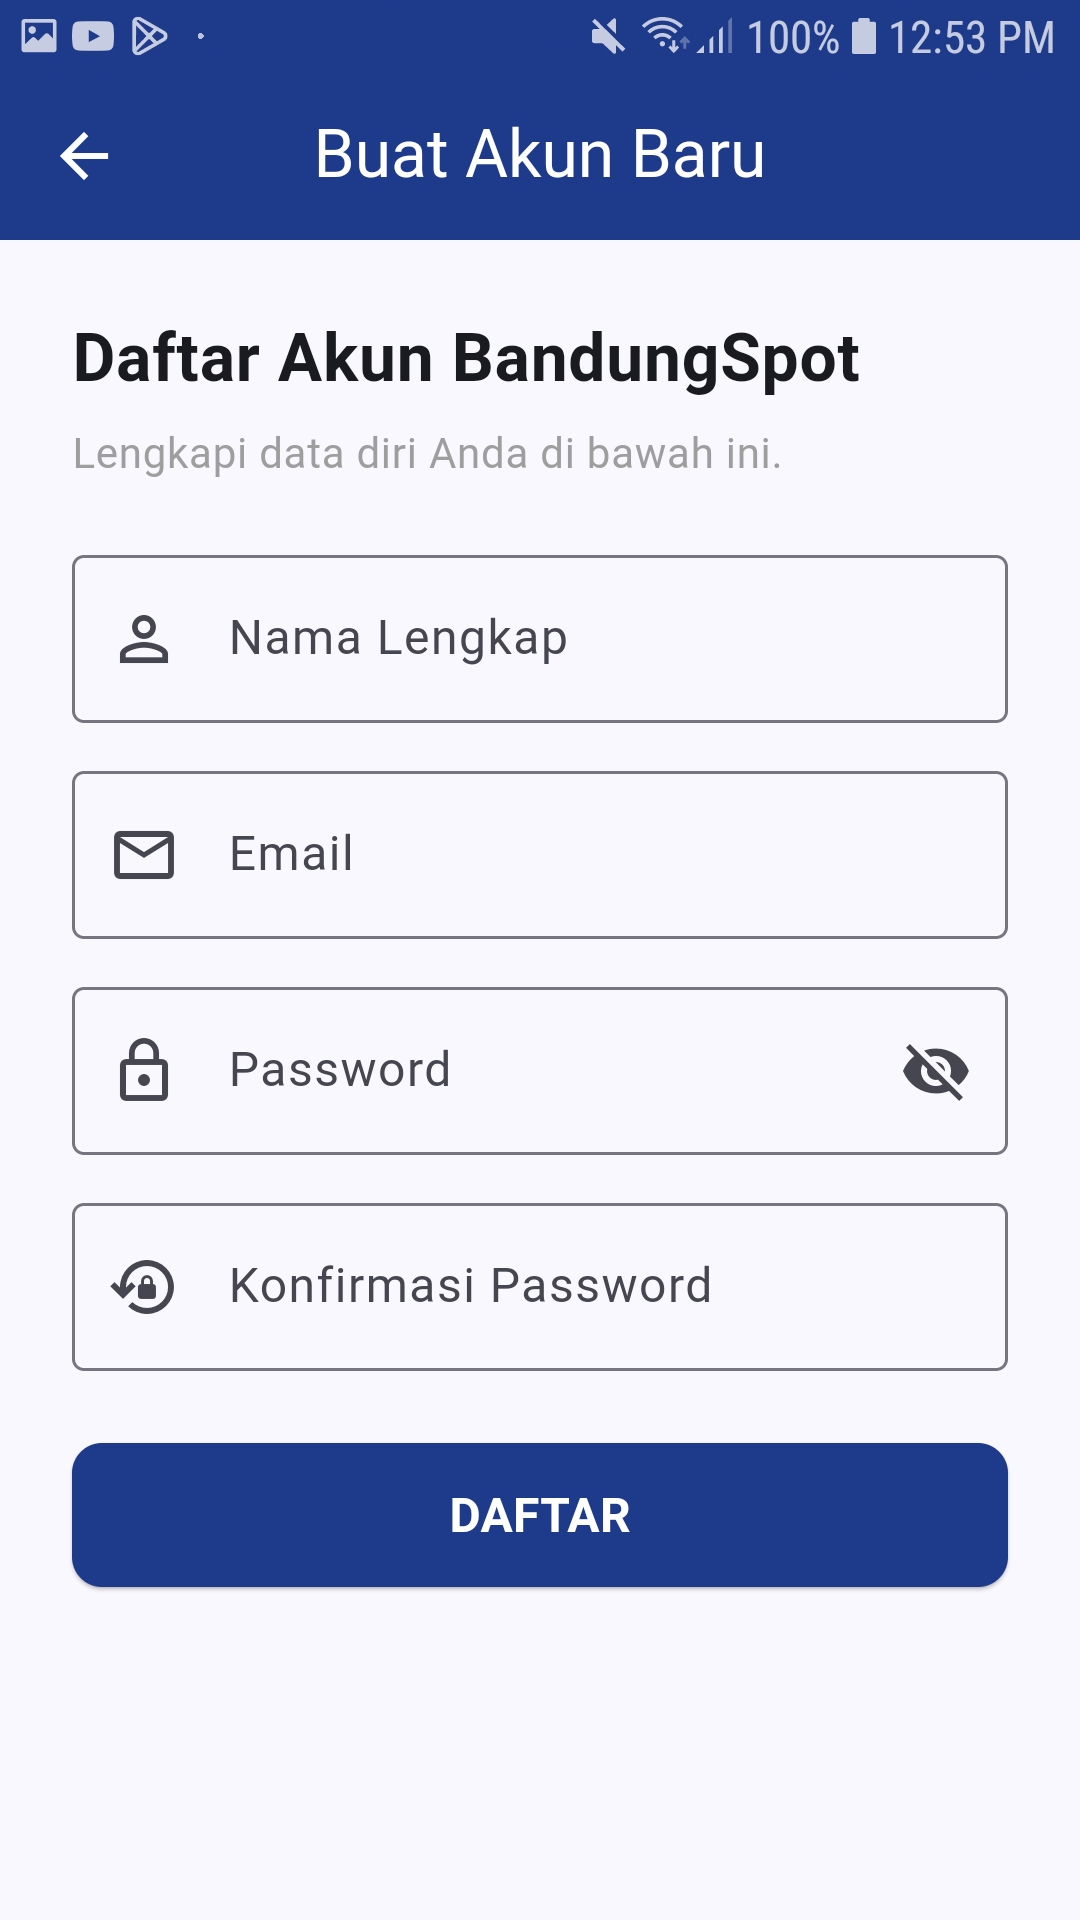 100% 12:53 PM
Buat Akun Baru
Daftar Akun BandungSpot
Lengkapi data diri Anda di bawah ini.
Nama Lengkap
Email
Password
Konfirmasi Password
DAFTAR